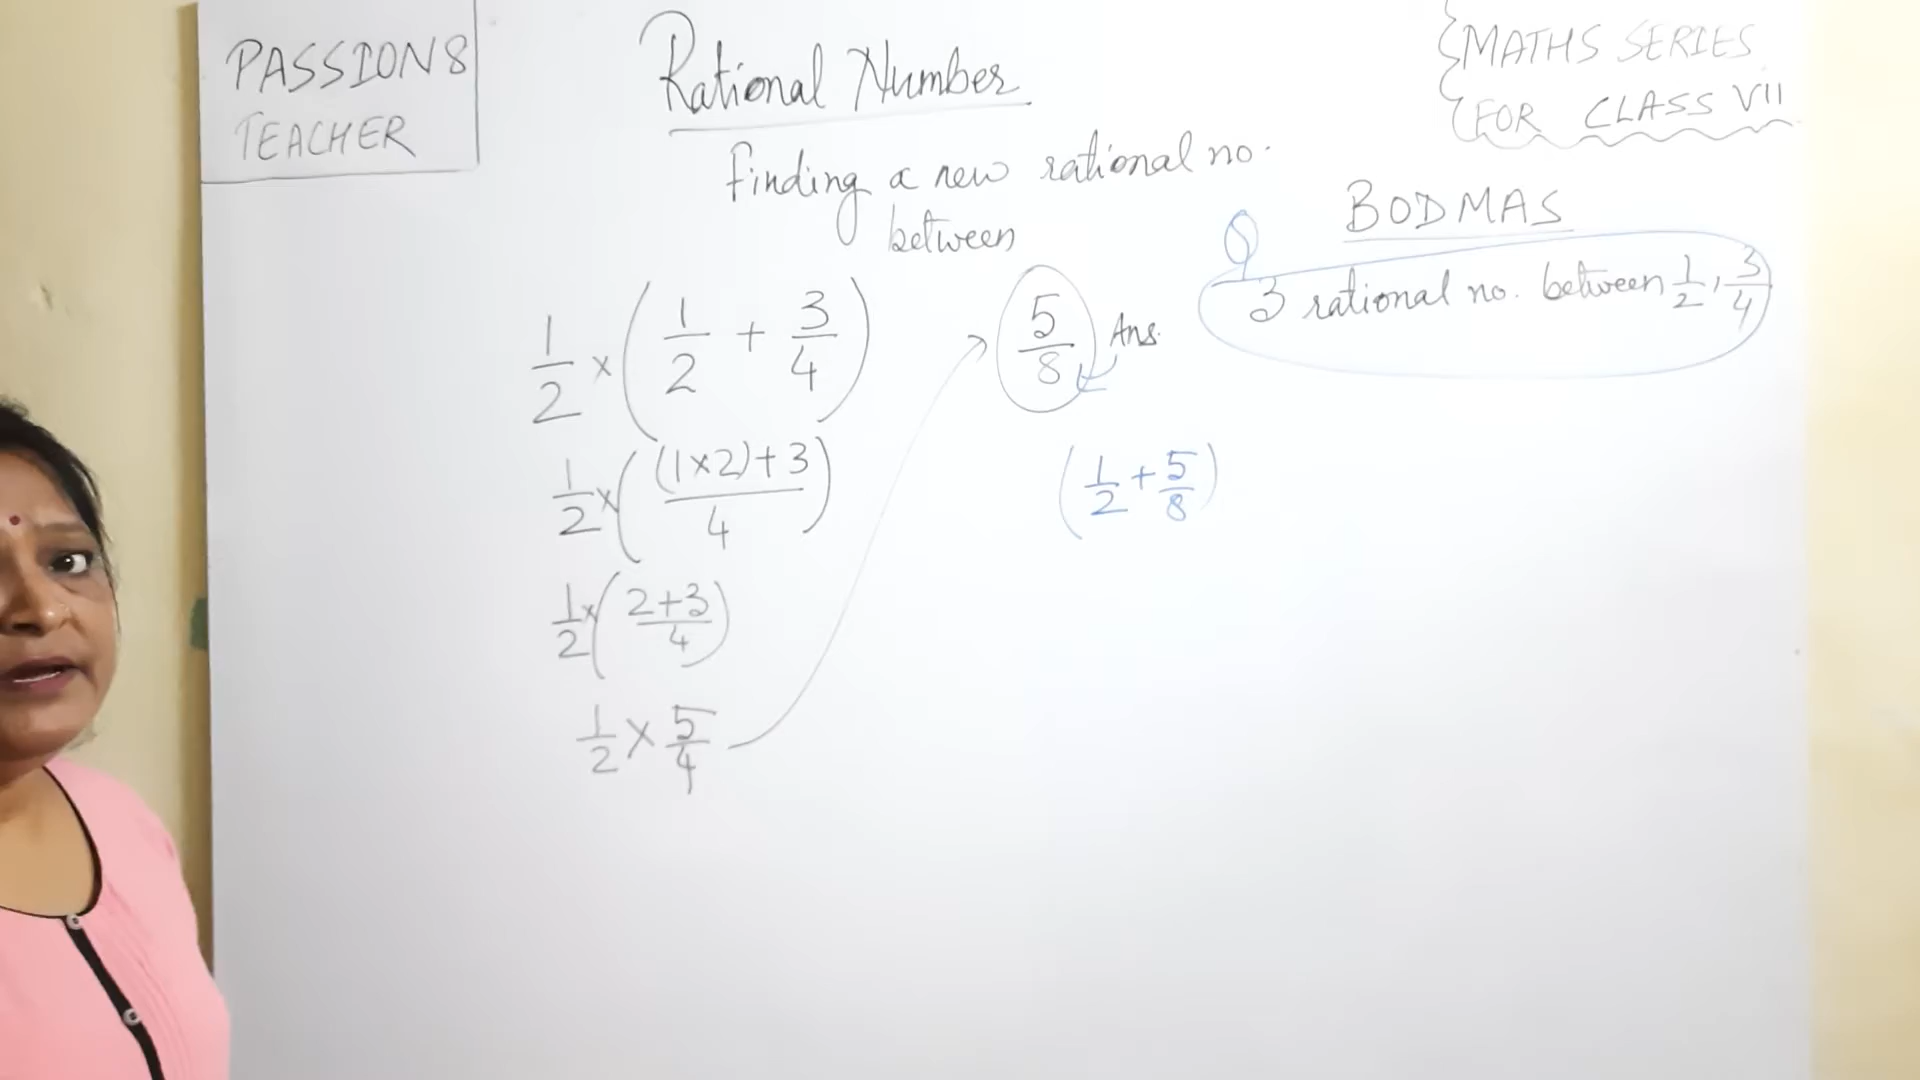 PASSION8
TEACHER
Rational Number
finding a new rational no.
between
MATHS SERIES
FOR CLASS VII
BODMAS
Q
3 rational no. between 1/2, 3/4
1/2 × (1/2 + 3/4)
1/2 × ((1×2)+3 / 4)
1/2 × (2+3 / 4)
1/2 × 5/4
5/8 Ans.
(1/2 + 5/8)